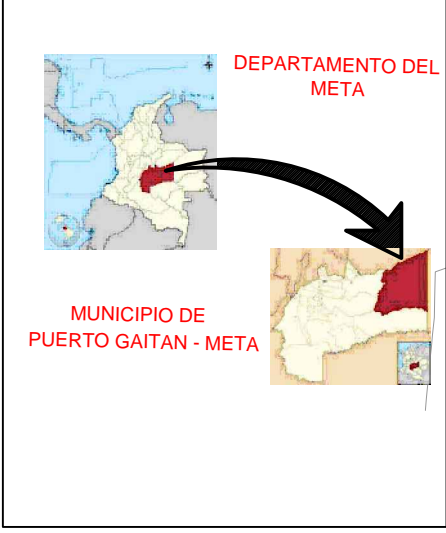 DEPARTAMENTO DEL
META
MUNICIPIO DE
PUERTO GAITAN - META